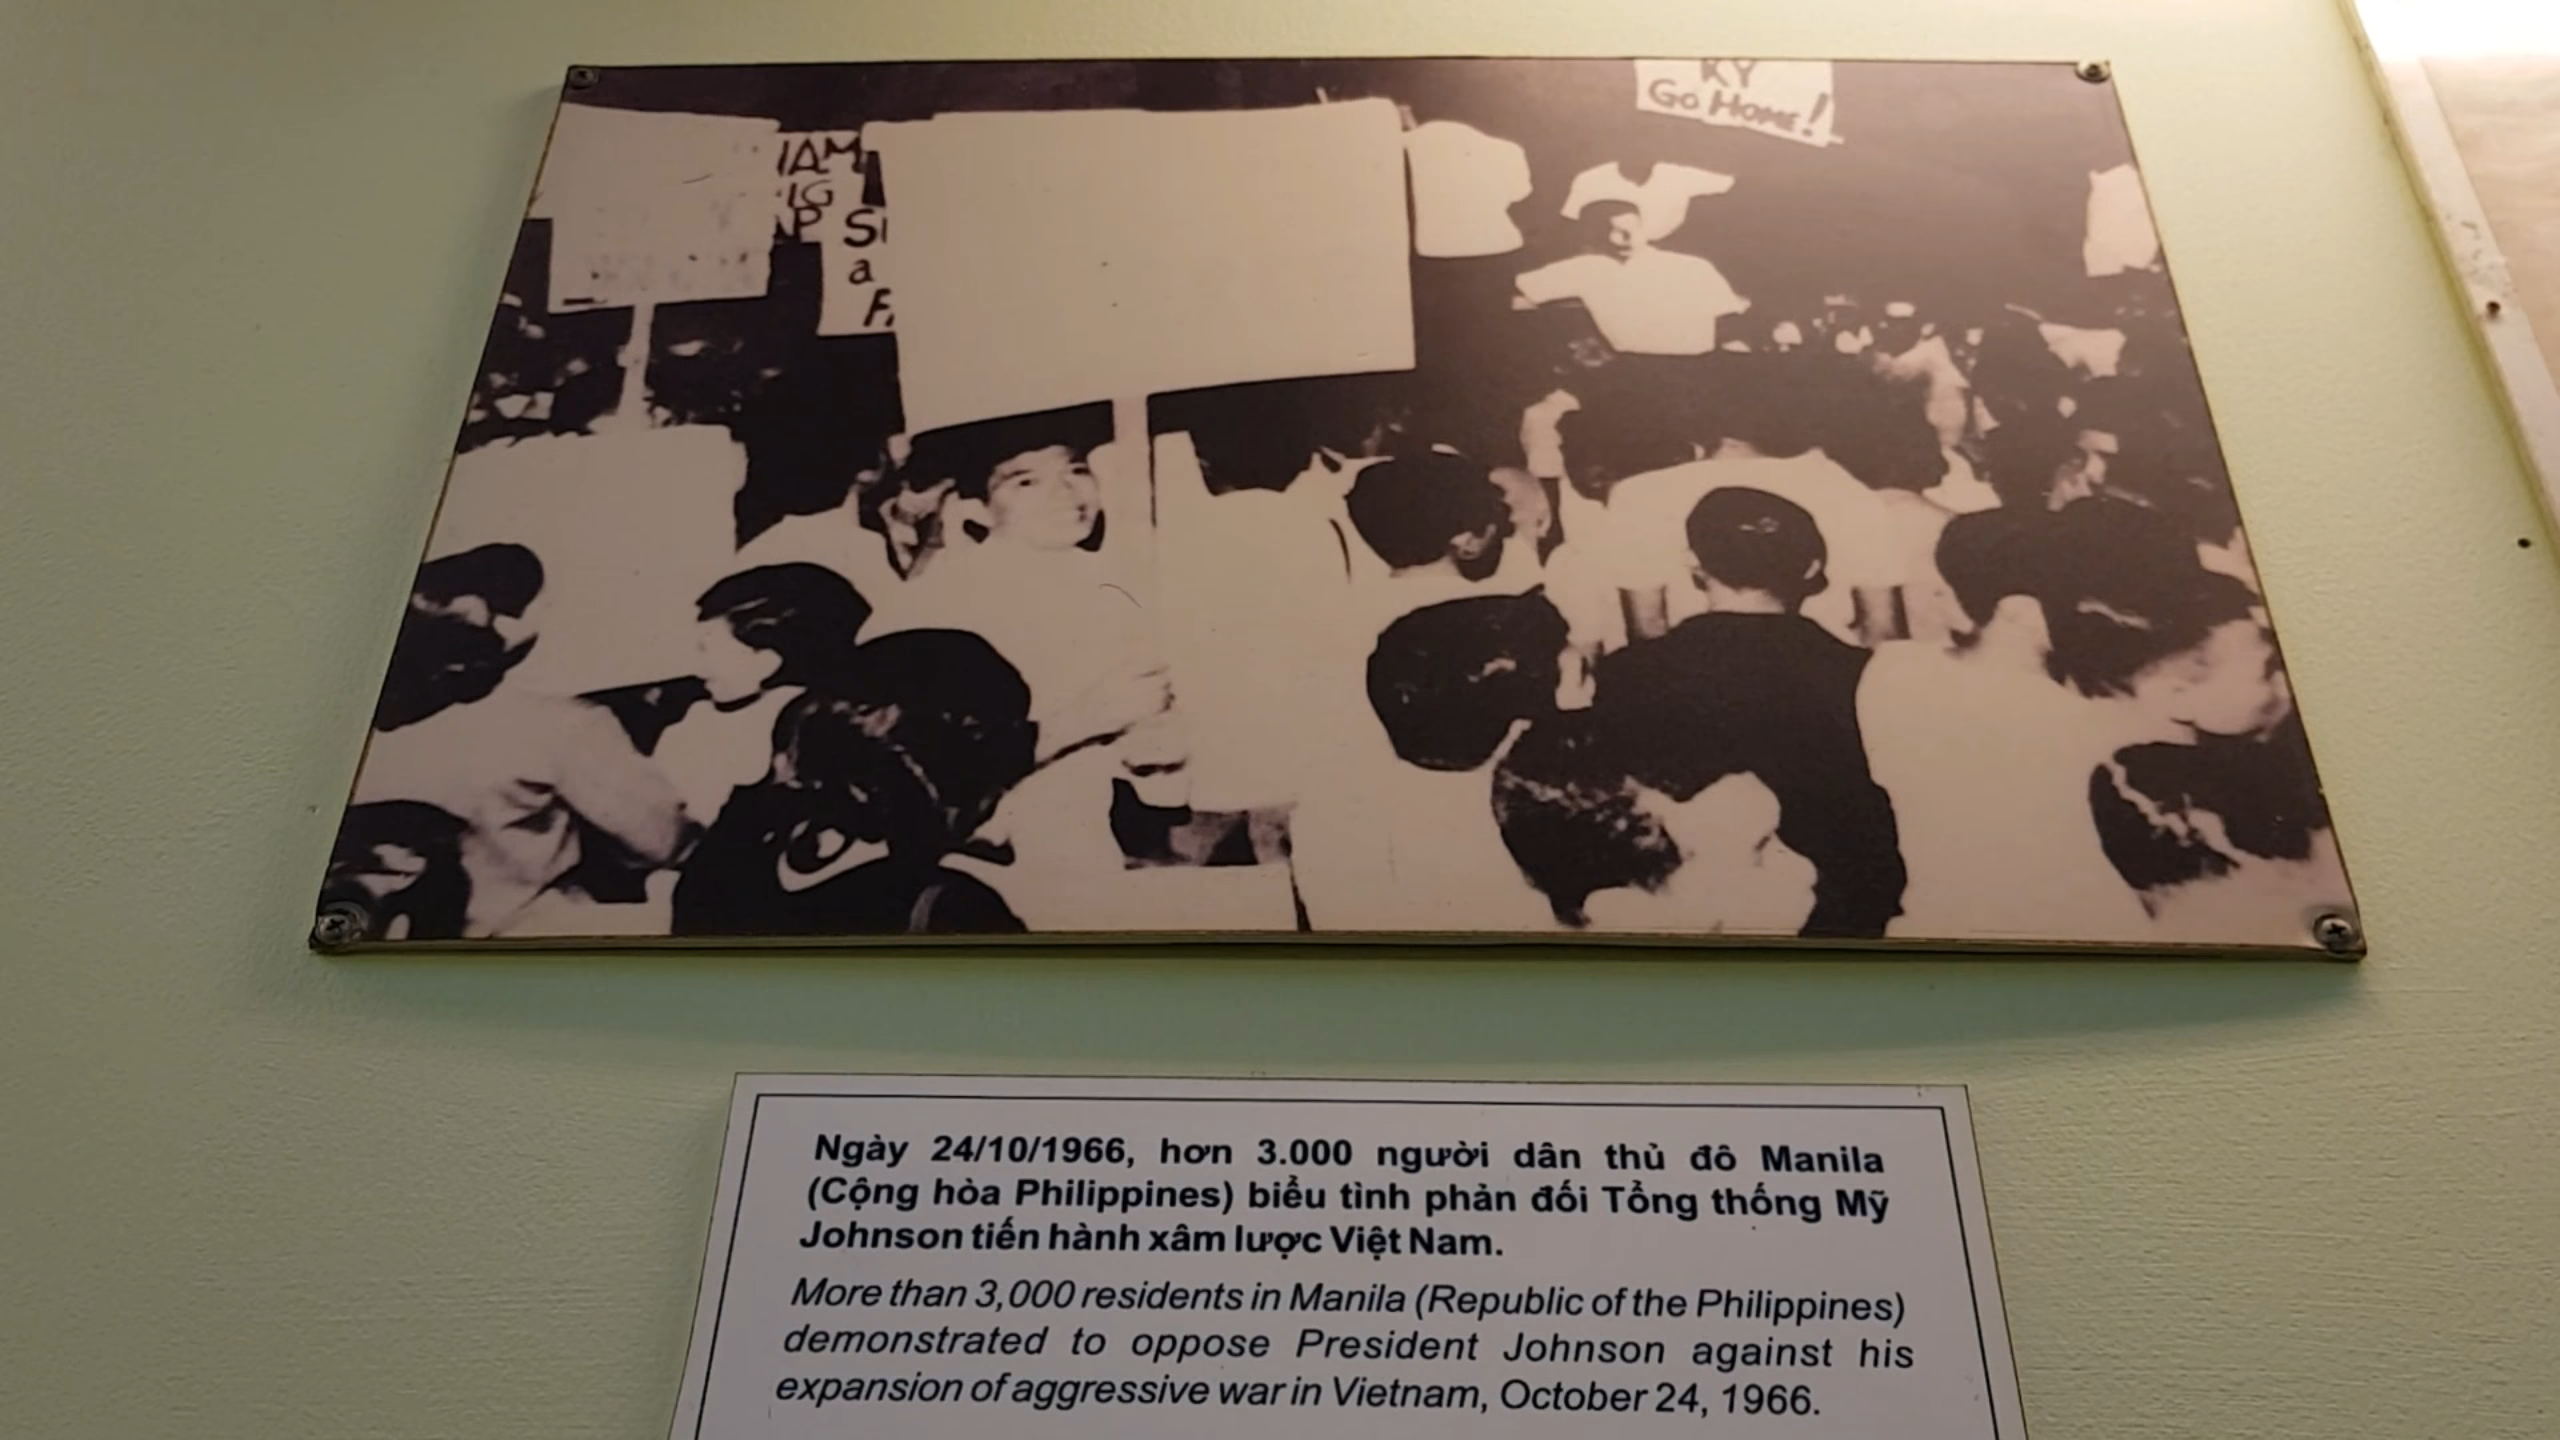 KY
Go HOME!
IAM
IG
AP
S
a
Ngày 24/10/1966, hơn 3.000 người dân thủ đô Manila
(Cộng hòa Philippines) biểu tình phản đối Tổng thống Mỹ
Johnson tiến hành xâm lược Việt Nam.
More than 3,000 residents in Manila (Republic of the Philippines)
demonstrated to oppose President Johnson against his
expansion of aggressive war in Vietnam, October 24, 1966.